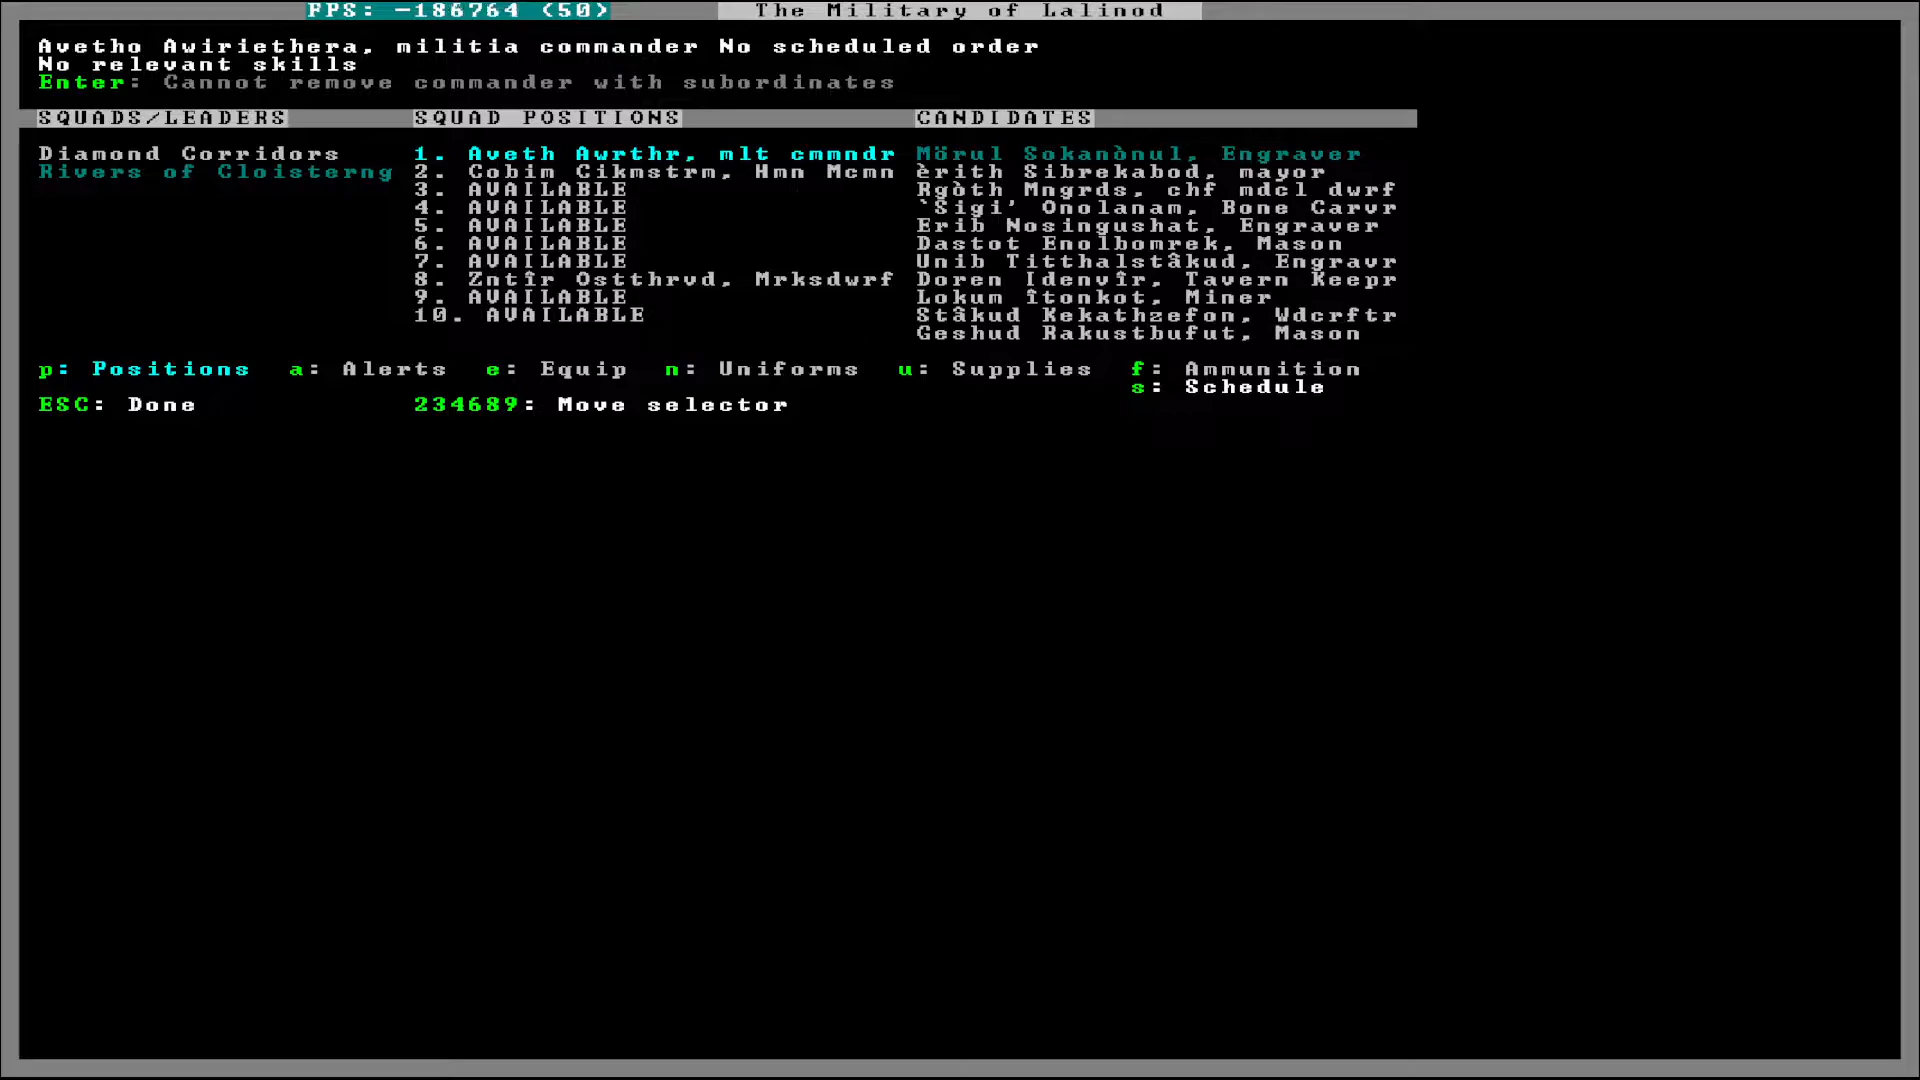 FPS: -186764 (50) The Military of Lalinod
Avetho Awiriethera, militia commander No scheduled order
No relevant skills
Enter: Cannot remove commander with subordinates
SQUADS/LEADERS SQUAD POSITIONS CANDIDATES
Diamond Corridors 1. Aveth Awrthr, mlt cmmndr Mörul Sokanònul, Engraver
Rivers of Cloisterng 2. Cobim Cikmstrm, Hmn Mcmn èrith Sibrekabod, mayor
3. AVAILABLE Rgòth Mngrds, chf mdcl dwrf
4. AVAILABLE `Sigi' Onolanam, Bone Carvr
5. AVAILABLE Erib Nosingushat, Engraver
6. AVAILABLE Dastot Enolbomrek, Mason
7. AVAILABLE Unib Titthalstâkud, Engravr
8. Zntîr Ostthrvd, Mrksdwrf Doren Idenvîr, Tavern Keepr
9. AVAILABLE Lokum îtonkot, Miner
10. AVAILABLE Stâkud Kekathzefon, Wdcrftr
Geshud Rakustbufut, Mason
p: Positions a: Alerts e: Equip n: Uniforms u: Supplies f: Ammunition
s: Schedule
ESC: Done 234689: Move selector